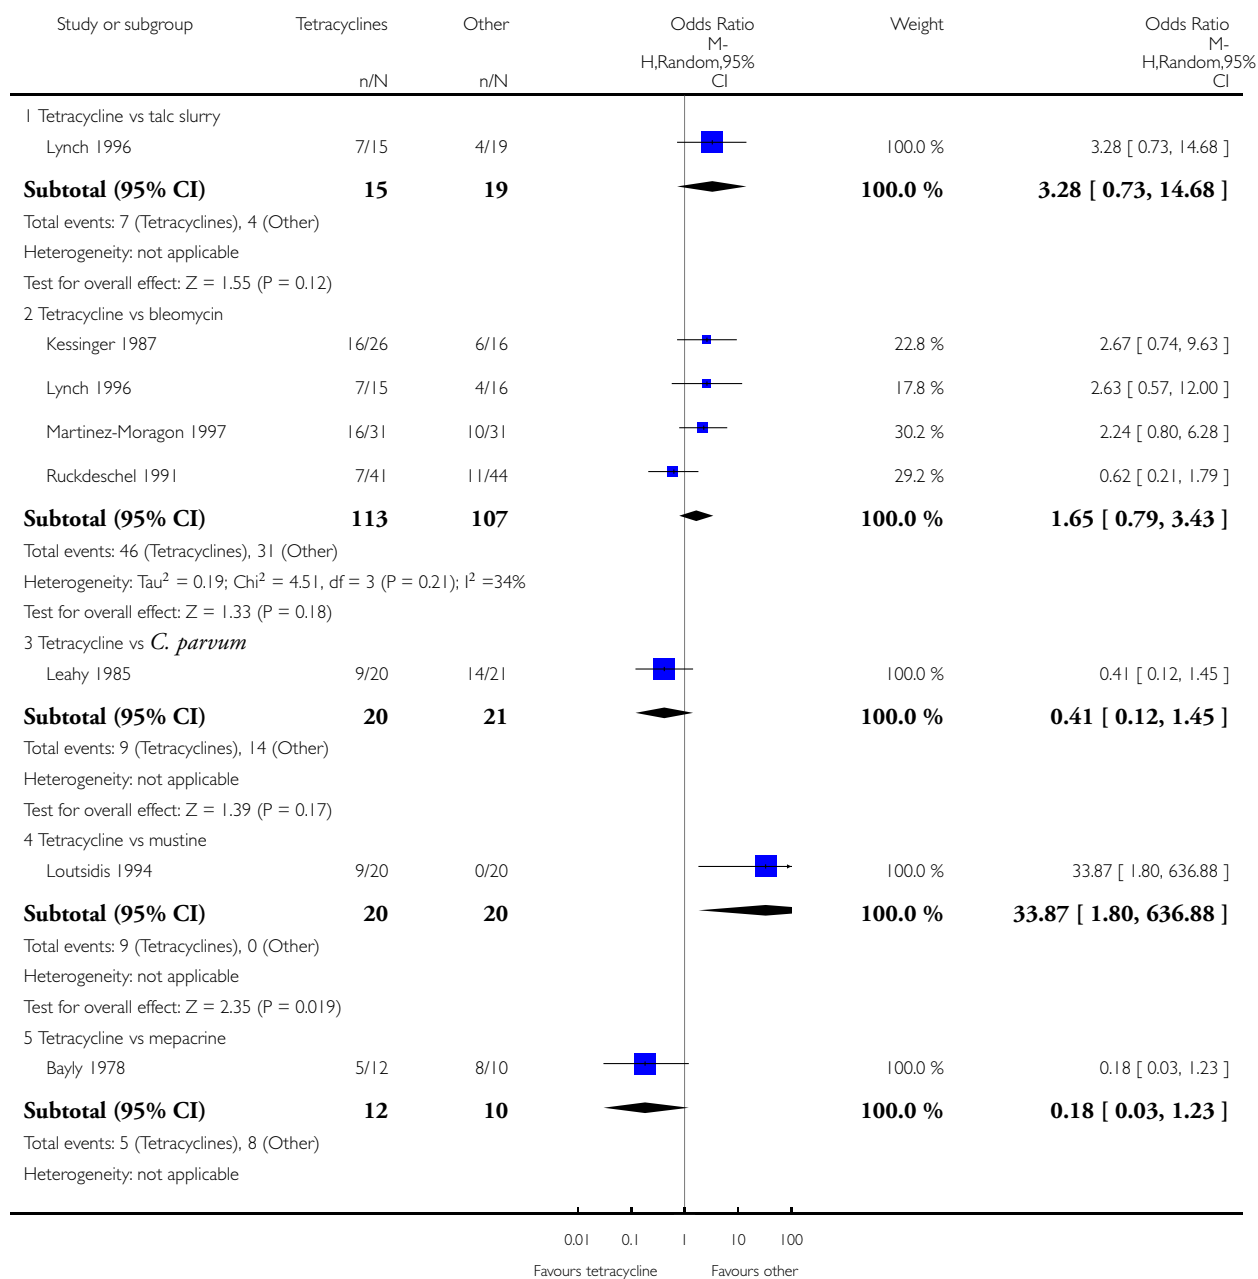 Study or subgroup Tetracyclines Other Odds Ratio Weight Odds Ratio
M- M-
H,Random,95% H,Random,95%
n/N n/N CI CI
1 Tetracycline vs talc slurry
Lynch 1996 7/15 4/19 100.0 % 3.28 [ 0.73, 14.68 ]
Subtotal (95% CI) 15 19 100.0 % 3.28 [ 0.73, 14.68 ]
Total events: 7 (Tetracyclines), 4 (Other)
Heterogeneity: not applicable
Test for overall effect: Z = 1.55 (P = 0.12)
2 Tetracycline vs bleomycin
Kessinger 1987 16/26 6/16 22.8 % 2.67 [ 0.74, 9.63 ]
Lynch 1996 7/15 4/16 17.8 % 2.63 [ 0.57, 12.00 ]
Martinez-Moragon 1997 16/31 10/31 30.2 % 2.24 [ 0.80, 6.28 ]
Ruckdeschel 1991 7/41 11/44 29.2 % 0.62 [ 0.21, 1.79 ]
Subtotal (95% CI) 113 107 100.0 % 1.65 [ 0.79, 3.43 ]
Total events: 46 (Tetracyclines), 31 (Other)
Heterogeneity: Tau² = 0.19; Chi² = 4.51, df = 3 (P = 0.21); I² =34%
Test for overall effect: Z = 1.33 (P = 0.18)
3 Tetracycline vs C. parvum
Leahy 1985 9/20 14/21 100.0 % 0.41 [ 0.12, 1.45 ]
Subtotal (95% CI) 20 21 100.0 % 0.41 [ 0.12, 1.45 ]
Total events: 9 (Tetracyclines), 14 (Other)
Heterogeneity: not applicable
Test for overall effect: Z = 1.39 (P = 0.17)
4 Tetracycline vs mustine
Loutsidis 1994 9/20 0/20 100.0 % 33.87 [ 1.80, 636.88 ]
Subtotal (95% CI) 20 20 100.0 % 33.87 [ 1.80, 636.88 ]
Total events: 9 (Tetracyclines), 0 (Other)
Heterogeneity: not applicable
Test for overall effect: Z = 2.35 (P = 0.019)
5 Tetracycline vs mepacrine
Bayly 1978 5/12 8/10 100.0 % 0.18 [ 0.03, 1.23 ]
Subtotal (95% CI) 12 10 100.0 % 0.18 [ 0.03, 1.23 ]
Total events: 5 (Tetracyclines), 8 (Other)
Heterogeneity: not applicable
0.01 0.1 1 10 100
Favours tetracycline Favours other